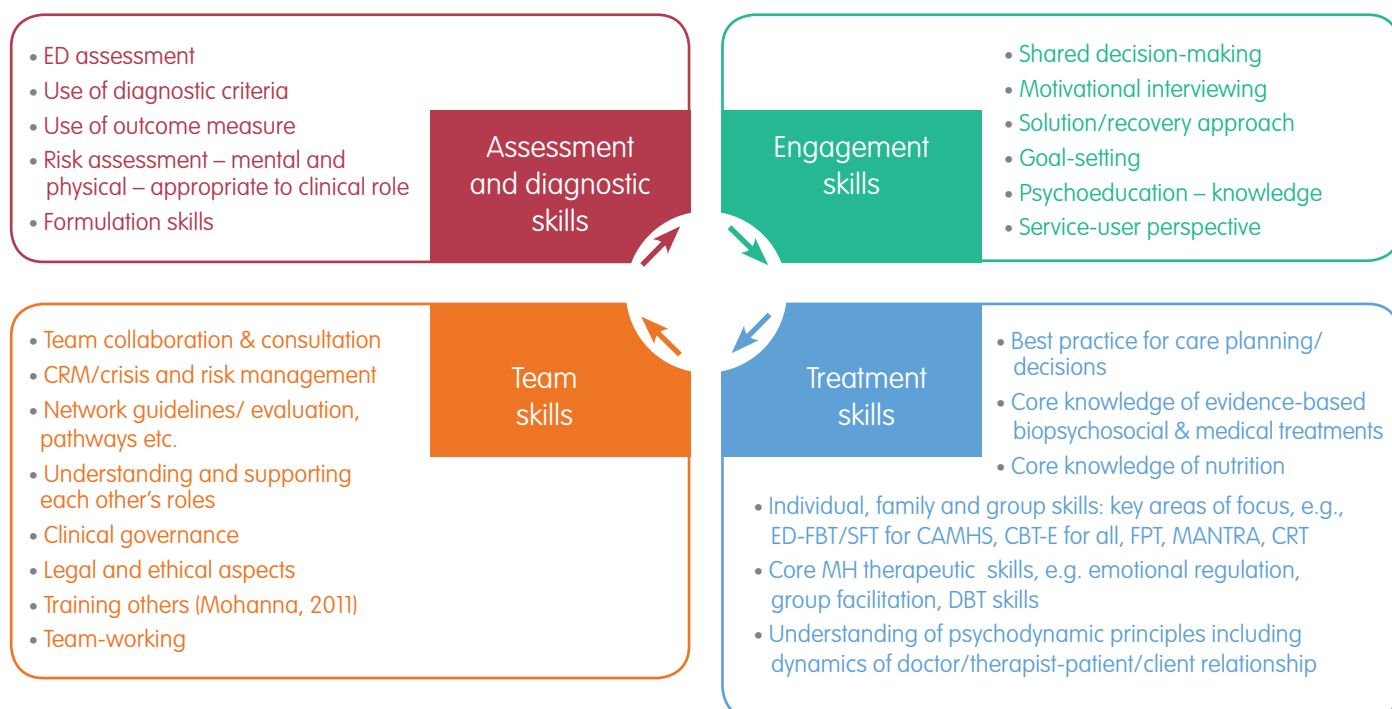 • ED assessment
• Use of diagnostic criteria
• Use of outcome measure
• Risk assessment – mental and
physical – appropriate to clinical role
• Formulation skills
Assessment
and diagnostic
skills
Engagement
skills
• Shared decision-making
• Motivational interviewing
• Solution/recovery approach
• Goal-setting
• Psychoeducation – knowledge
• Service-user perspective
• Team collaboration & consultation
• CRM/crisis and risk management
• Network guidelines/ evaluation,
pathways etc.
• Understanding and supporting
each other’s roles
• Clinical governance
• Legal and ethical aspects
• Training others (Mohanna, 2011)
• Team-working
Team
skills
Treatment
skills
• Best practice for care planning/
decisions
• Core knowledge of evidence-based
biopsychosocial & medical treatments
• Core knowledge of nutrition
• Individual, family and group skills: key areas of focus, e.g.,
ED-FBT/SFT for CAMHS, CBT-E for all, FPT, MANTRA, CRT
• Core MH therapeutic skills, e.g. emotional regulation,
group facilitation, DBT skills
• Understanding of psychodynamic principles including
dynamics of doctor/therapist-patient/client relationship